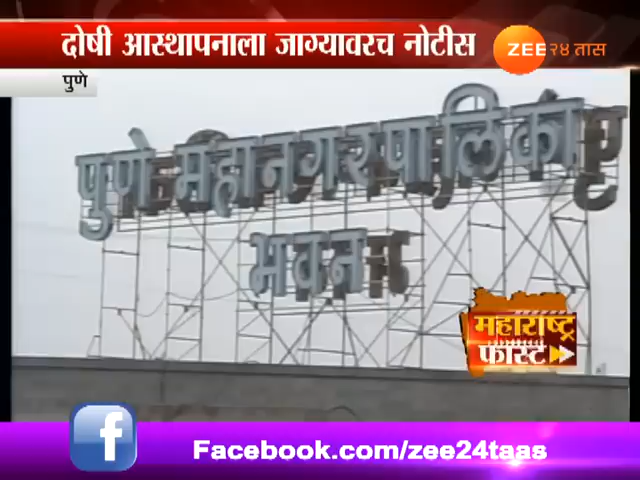 दोषी आस्थापनाला जाग्यावरच नोटीस
ZEE २४ तास
पुणे
पुणे महानगरपालिका
भवन
महाराष्ट्र
फास्ट
f
Facebook.com/zee24taas